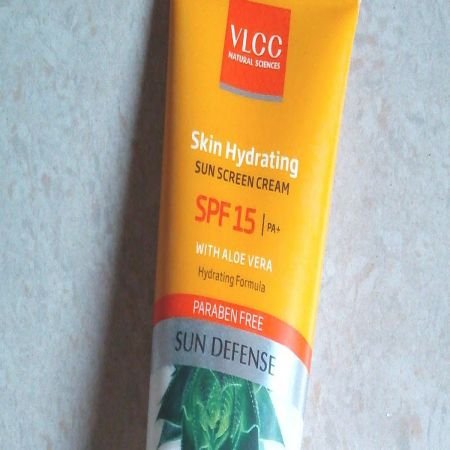 VLCC
NATURAL SCIENCES
Skin Hydrating
SUN SCREEN CREAM
SPF 15 | PA+
WITH ALOE VERA
Hydrating Formula
PARABEN FREE
SUN DEFENSE